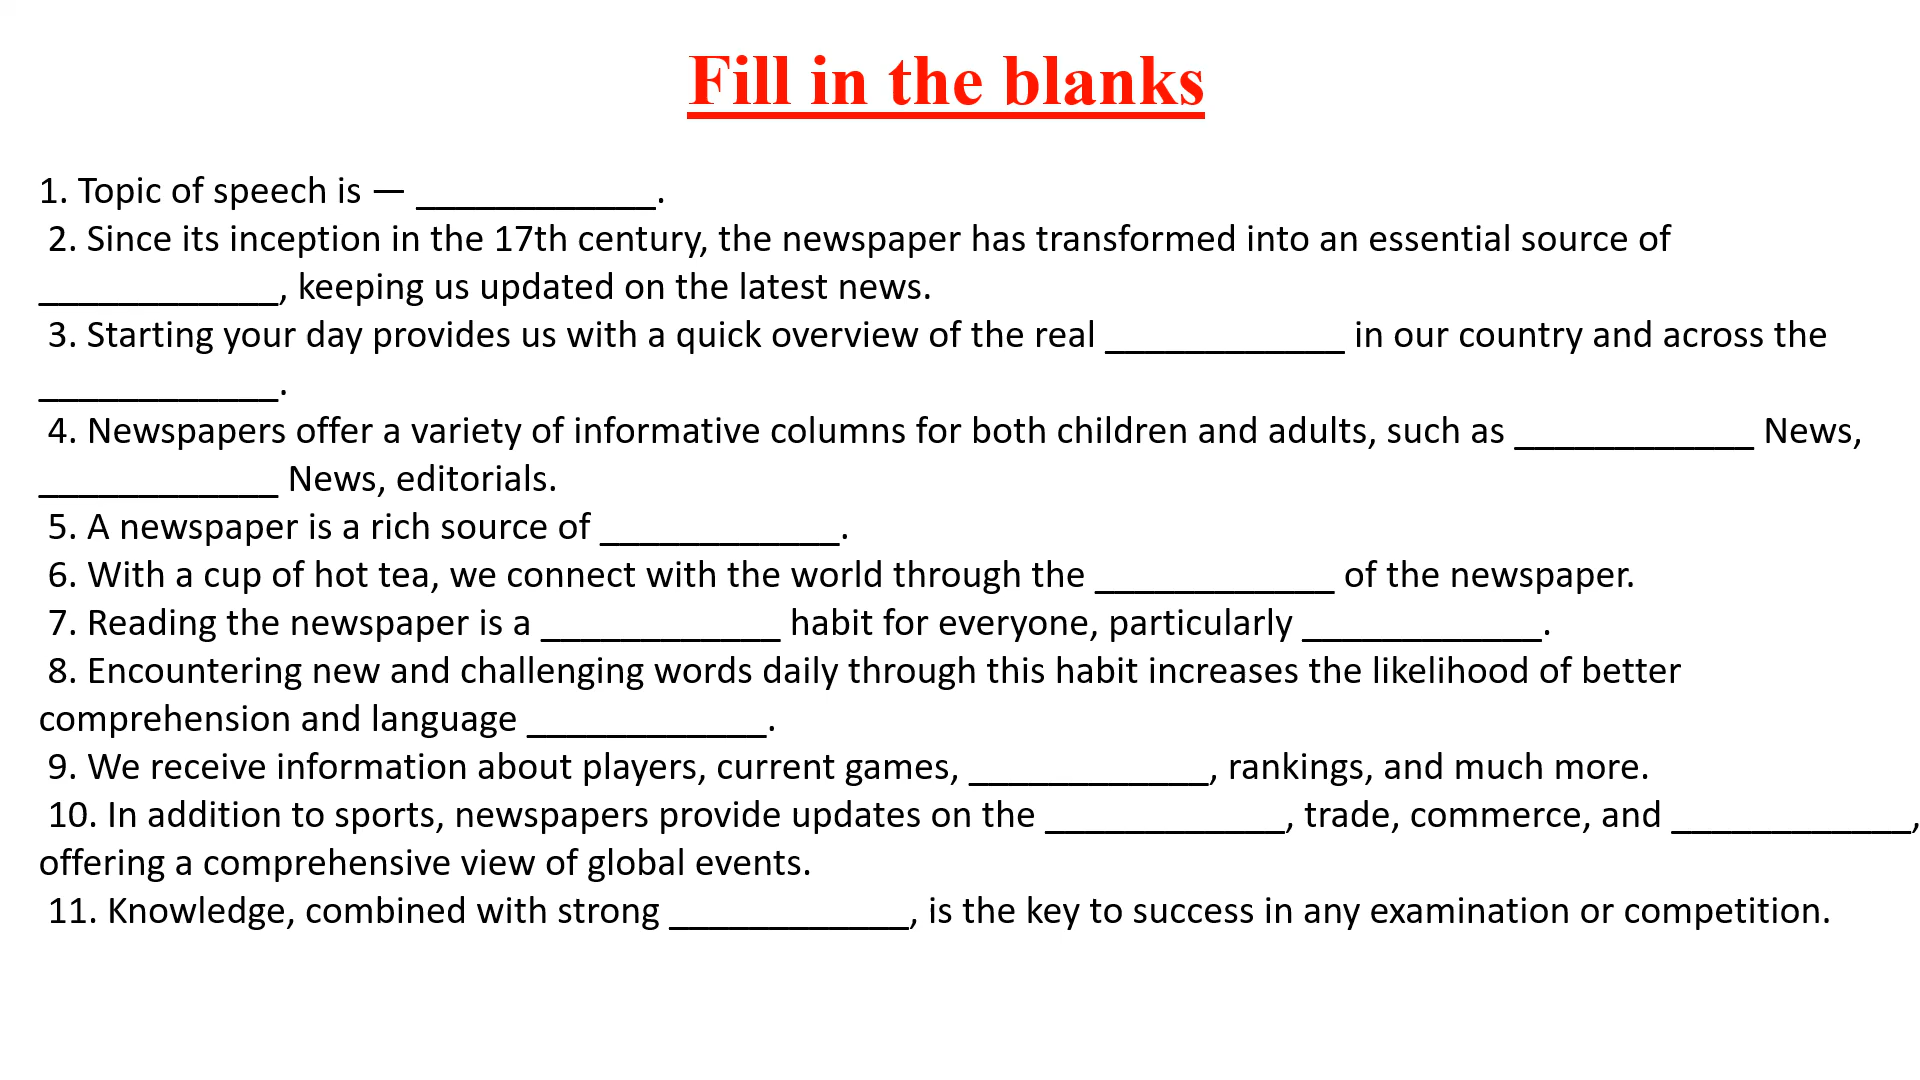 Fill in the blanks
1. Topic of speech is — ____________.
2. Since its inception in the 17th century, the newspaper has transformed into an essential source of
____________, keeping us updated on the latest news.
3. Starting your day provides us with a quick overview of the real ____________ in our country and across the
____________.
4. Newspapers offer a variety of informative columns for both children and adults, such as ____________ News,
____________ News, editorials.
5. A newspaper is a rich source of ____________.
6. With a cup of hot tea, we connect with the world through the ____________ of the newspaper.
7. Reading the newspaper is a ____________ habit for everyone, particularly ____________.
8. Encountering new and challenging words daily through this habit increases the likelihood of better
comprehension and language ____________.
9. We receive information about players, current games, ____________, rankings, and much more.
10. In addition to sports, newspapers provide updates on the ____________, trade, commerce, and ____________,
offering a comprehensive view of global events.
11. Knowledge, combined with strong ____________, is the key to success in any examination or competition.